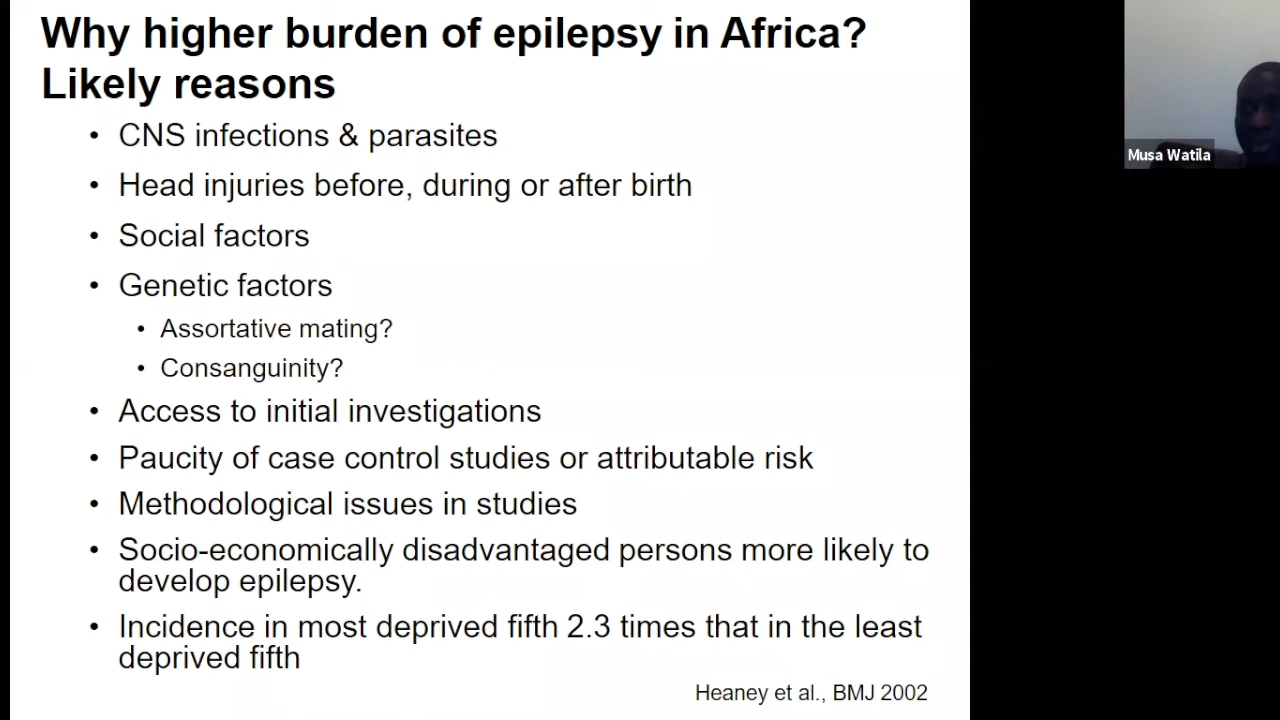 Why higher burden of epilepsy in Africa?
Likely reasons
• CNS infections & parasites
• Head injuries before, during or after birth
• Social factors
• Genetic factors
• Assortative mating?
• Consanguinity?
• Access to initial investigations
• Paucity of case control studies or attributable risk
• Methodological issues in studies
• Socio-economically disadvantaged persons more likely to
develop epilepsy.
• Incidence in most deprived fifth 2.3 times that in the least
deprived fifth
Heaney et al., BMJ 2002
Musa Watila